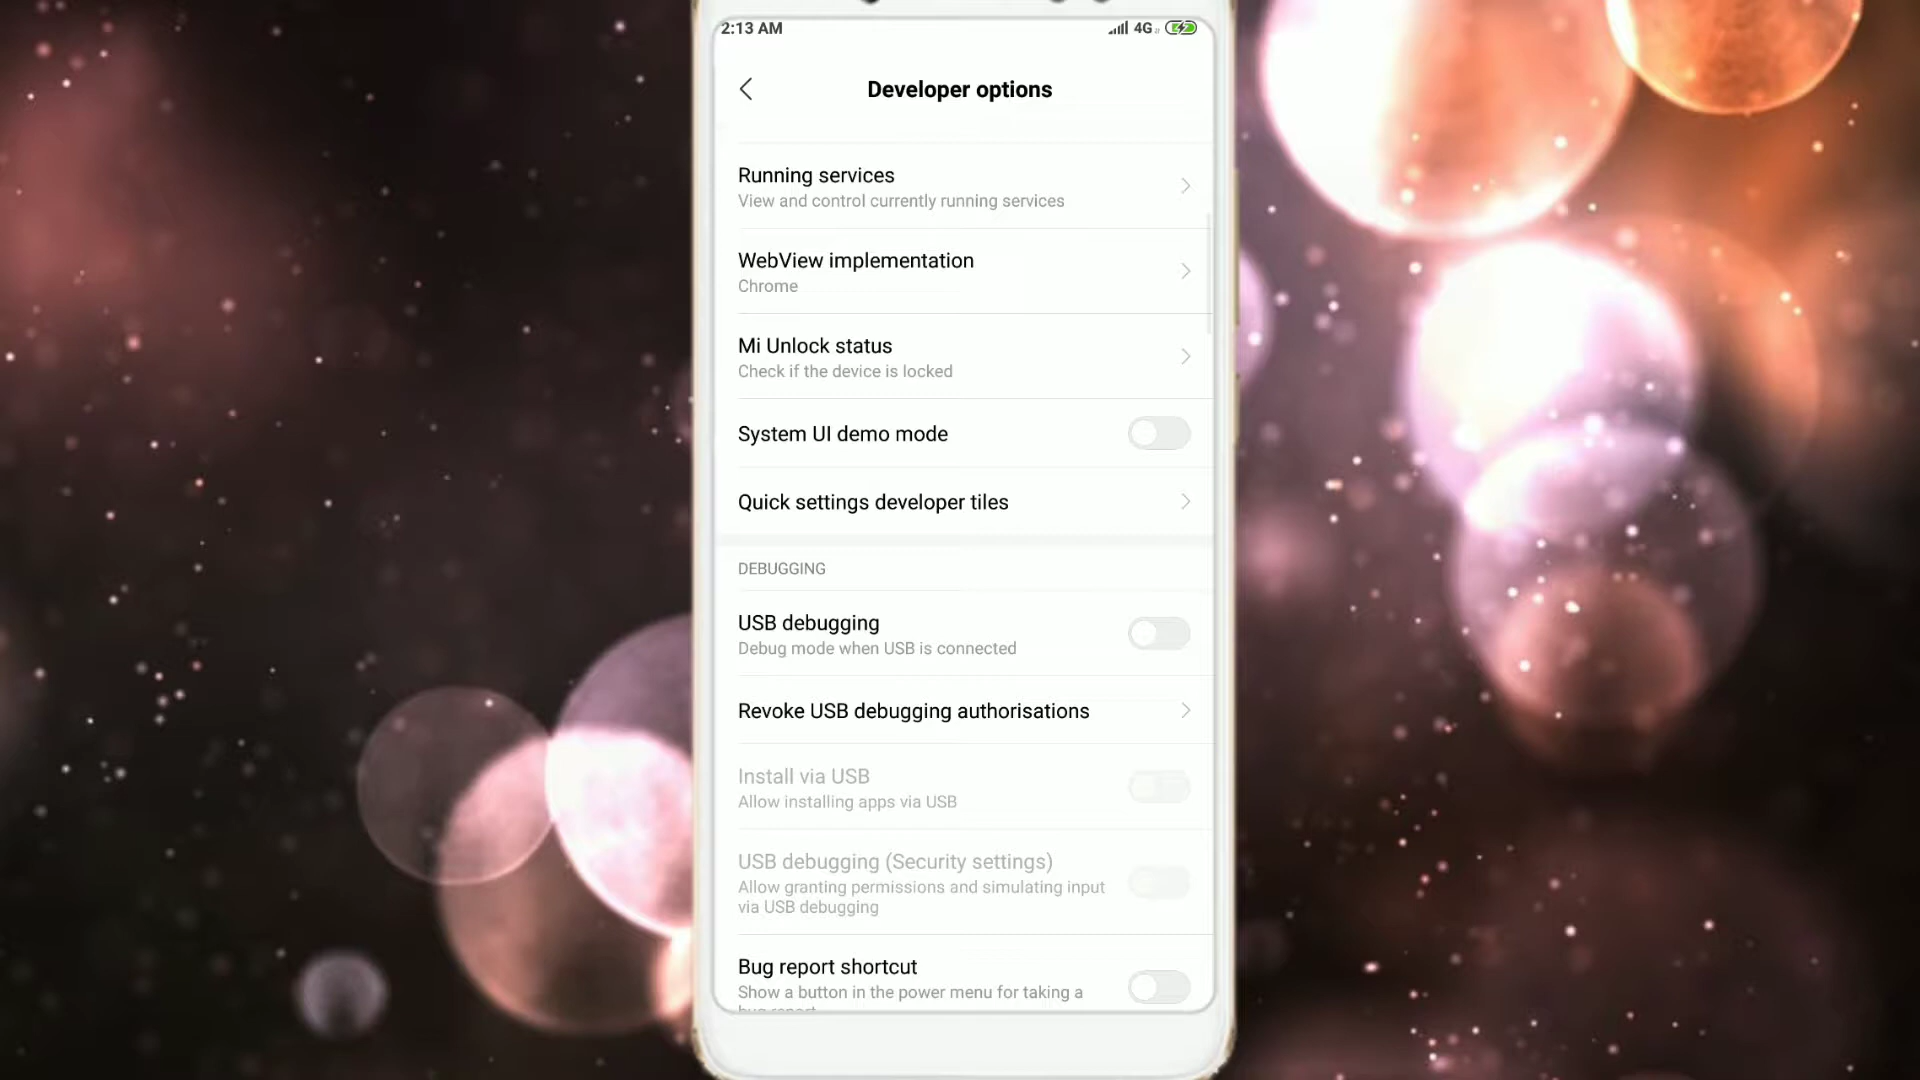 2:13 AM
4G
Developer options
Running services
View and control currently running services
WebView implementation
Chrome
Mi Unlock status
Check if the device is locked
System UI demo mode
Quick settings developer tiles
DEBUGGING
USB debugging
Debug mode when USB is connected
Revoke USB debugging authorisations
Install via USB
Allow installing apps via USB
USB debugging (Security settings)
Allow granting permissions and simulating input
via USB debugging
Bug report shortcut
Show a button in the power menu for taking a
bug report